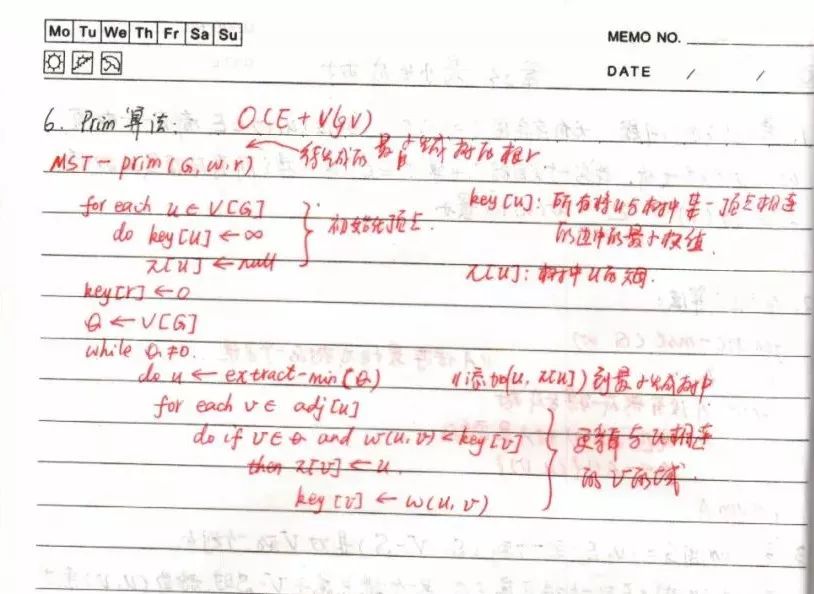 Mo Tu We Th Fr Sa Su
MEMO NO.
DATE / /
6. Prim 算法: O(E + VlgV)
MST-prim(G, w, r) ← 待生成的最小生成树的根r
for each u ∈ V[G]
do key[u] ← ∞
π[u] ← null
} 初始化顶点.
key[u]: 所有将u与树中某一顶点相连
的边中的最小权值.
π[u]: 树中u的父母.
key[r] ← 0
Q ← V[G]
while Q ≠ 0.
do u ← extract-min(Q) //添加(u, π[u])到最小生成树中
for each v ∈ adj[u]
do if v ∈ Q and w(u,v) < key[v]
then π[v] ← u.
key[v] ← w(u, v)
} 更新与u相连
的V的域.